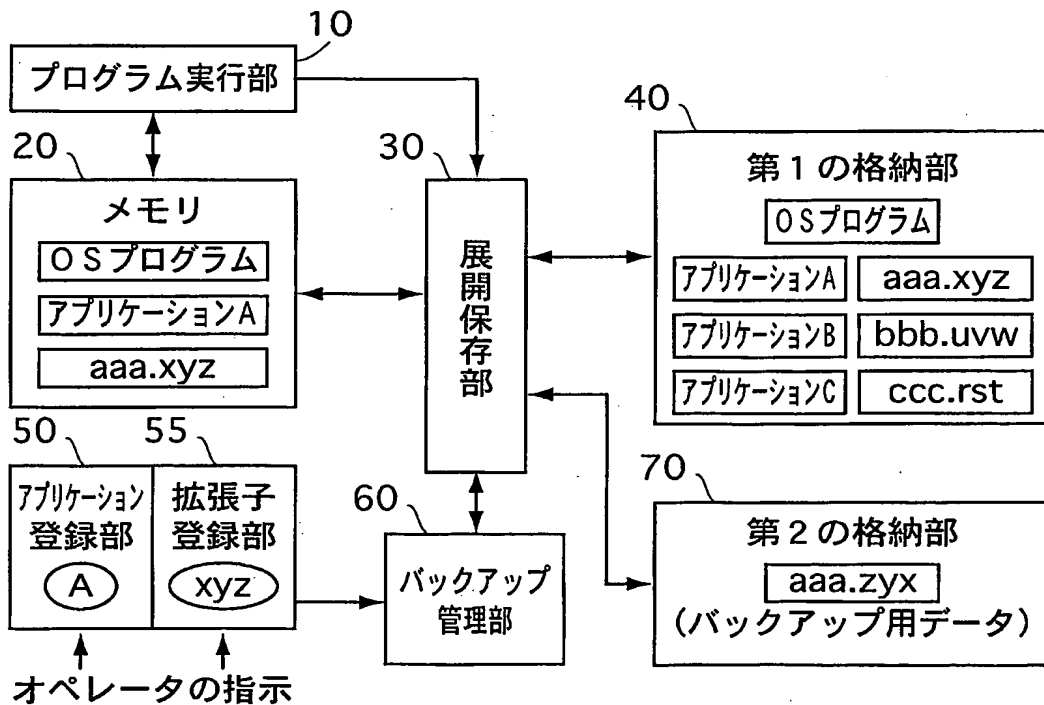 10
プログラム実行部
20
メモリ
OSプログラム
アプリケーションA
aaa.xyz
30
展開保存部
40
第1の格納部
OSプログラム
アプリケーションA
aaa.xyz
アプリケーションB
bbb.uvw
アプリケーションC
ccc.rst
50
アプリケーション
登録部
A
55
拡張子
登録部
xyz
オペレータの指示
60
バックアップ
管理部
70
第2の格納部
aaa.zyx
(バックアップ用データ)